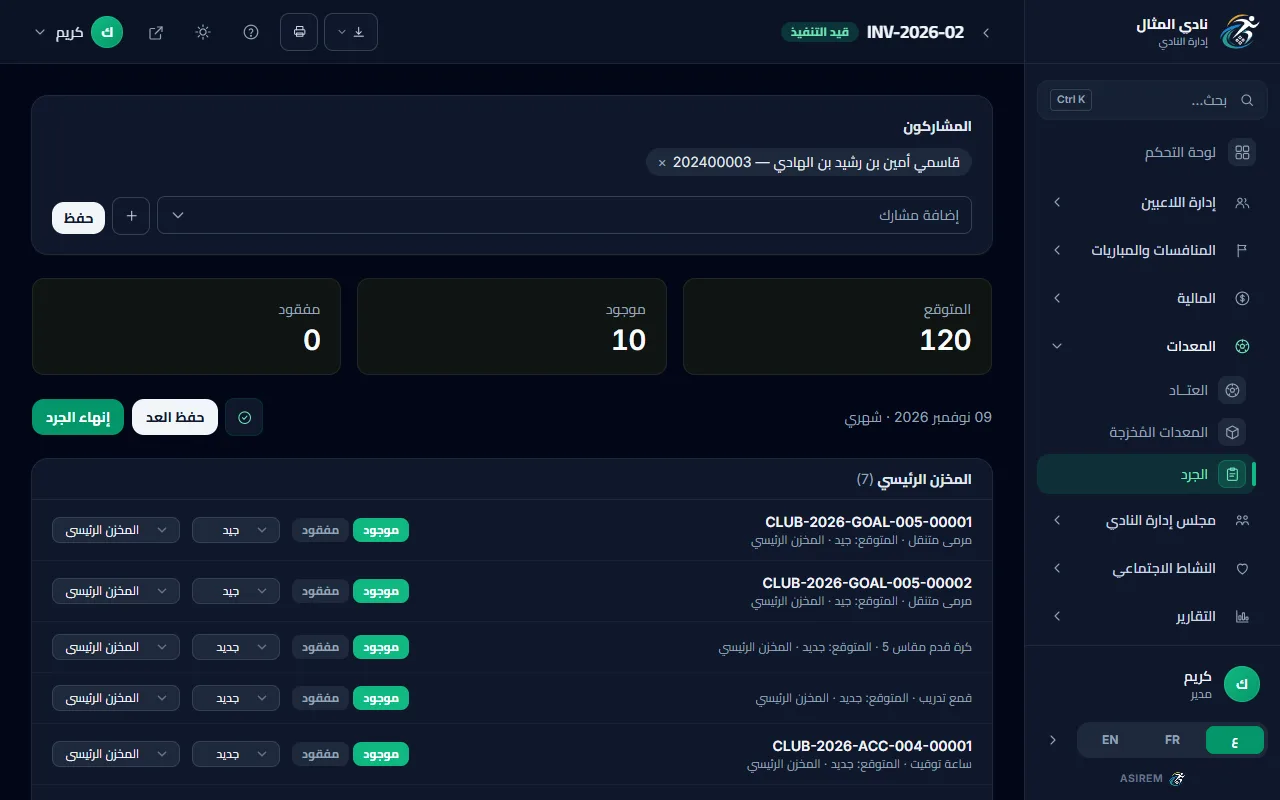 نادي المثال
إدارة النادي
بحث...
Ctrl K
لوحة التحكم
إدارة اللاعبين
المنافسات والمباريات
المالية
المعدات
العتــاد
المعدات المُخرَجة
الجرد
مجلس إدارة النادي
النشاط الاجتماعي
التقارير
ك
كريم
مدير
ع
FR
EN
ASIREM
INV-2026-02
قيد التنفيذ
ك
كريم
المشاركون
قاسمي أمين بن رشيد بن الهادي — 202400003 ×
إضافة مشارك
+
حفظ
المتوقع
120
موجود
10
مفقود
0
09 نوفمبر 2026 · شهري
حفظ العد
إنهاء الجرد
المخزن الرئيسي (7)
CLUB-2026-GOAL-005-00001
مرمى متنقل · المتوقع: جيد · المخزن الرئيسي
موجود
مفقود
جيد
المخزن الرئيسي
CLUB-2026-GOAL-005-00002
مرمى متنقل · المتوقع: جيد · المخزن الرئيسي
موجود
مفقود
جيد
المخزن الرئيسي
كرة قدم مقاس 5 · المتوقع: جديد · المخزن الرئيسي
موجود
مفقود
جديد
المخزن الرئيسي
قمع تدريب · المتوقع: جديد · المخزن الرئيسي
موجود
مفقود
جديد
المخزن الرئيسي
CLUB-2026-ACC-004-00001
ساعة توقيت · المتوقع: جديد · المخزن الرئيسي
موجود
مفقود
جديد
المخزن الرئيسي